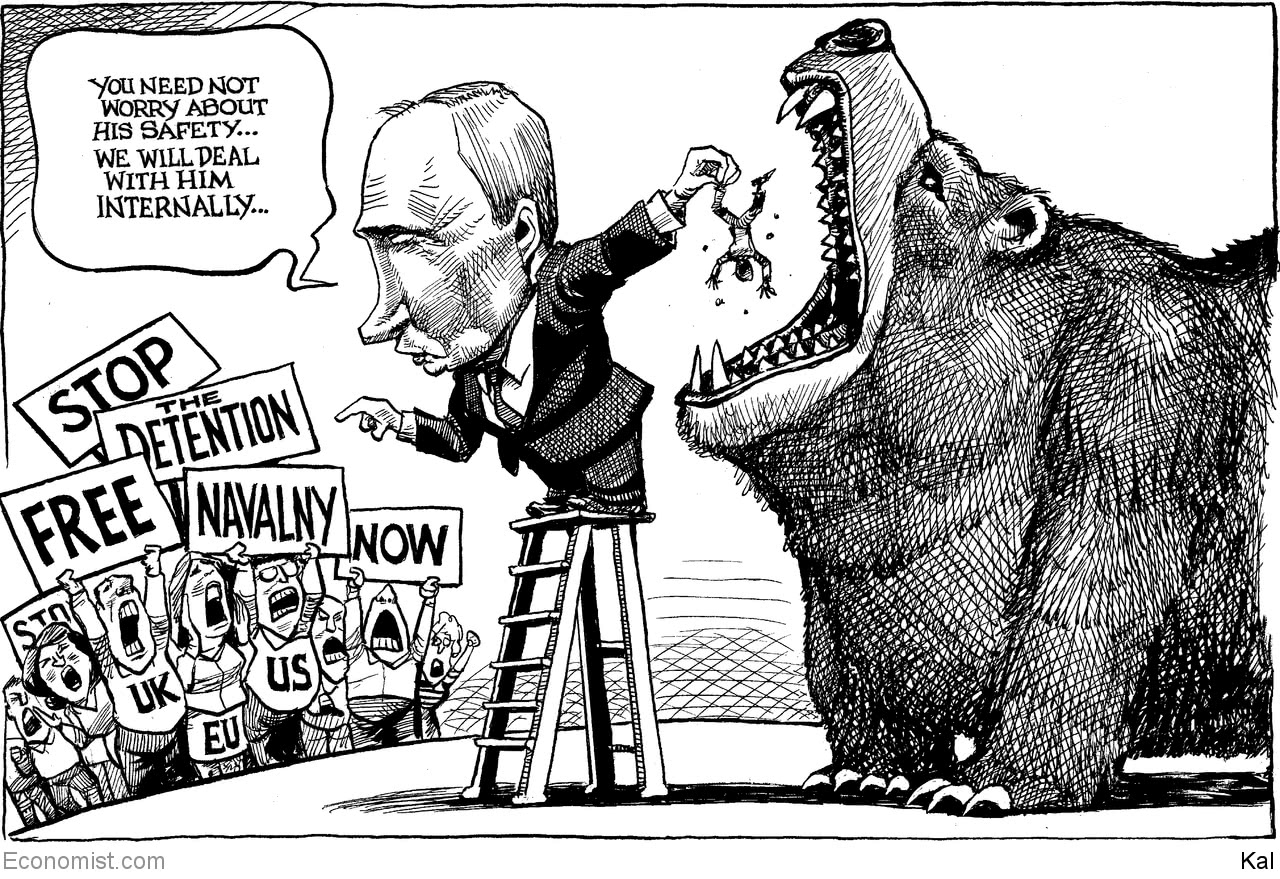 YOU NEED NOT
WORRY ABOUT
HIS SAFETY...
WE WILL DEAL
WITH HIM
INTERNALLY...
STOP
THE
DETENTION
FREE
NAVALNY
NOW
STO
UK
US
EU
Economist.com
Kal